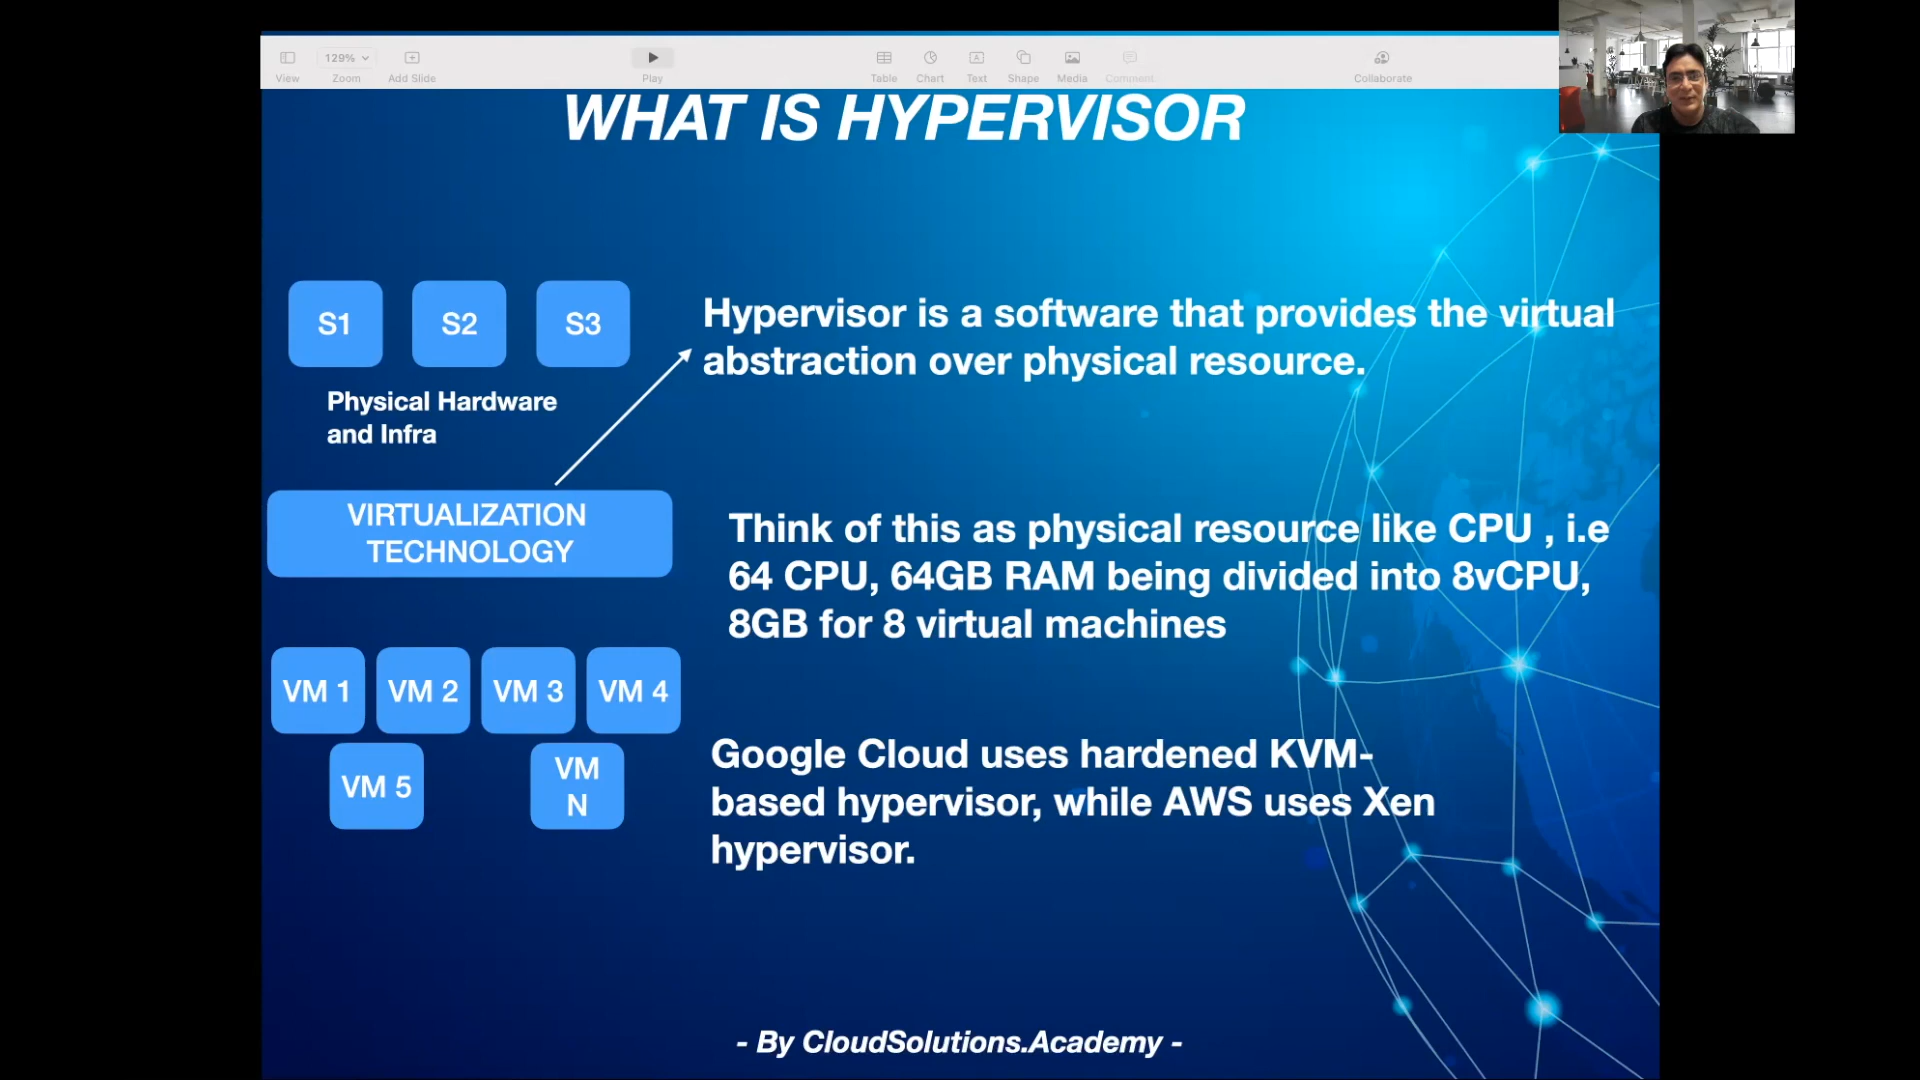 129%
View
Zoom
Add Slide
Play
Table
Chart
Text
Shape
Media
Comment
Collaborate
WHAT IS HYPERVISOR
S1
S2
S3
Physical Hardware
and Infra
Hypervisor is a software that provides the virtual
abstraction over physical resource.
VIRTUALIZATION
TECHNOLOGY
Think of this as physical resource like CPU , i.e
64 CPU, 64GB RAM being divided into 8vCPU,
8GB for 8 virtual machines
VM 1
VM 2
VM 3
VM 4
VM 5
VM
N
Google Cloud uses hardened KVM-
based hypervisor, while AWS uses Xen
hypervisor.
- By CloudSolutions.Academy -